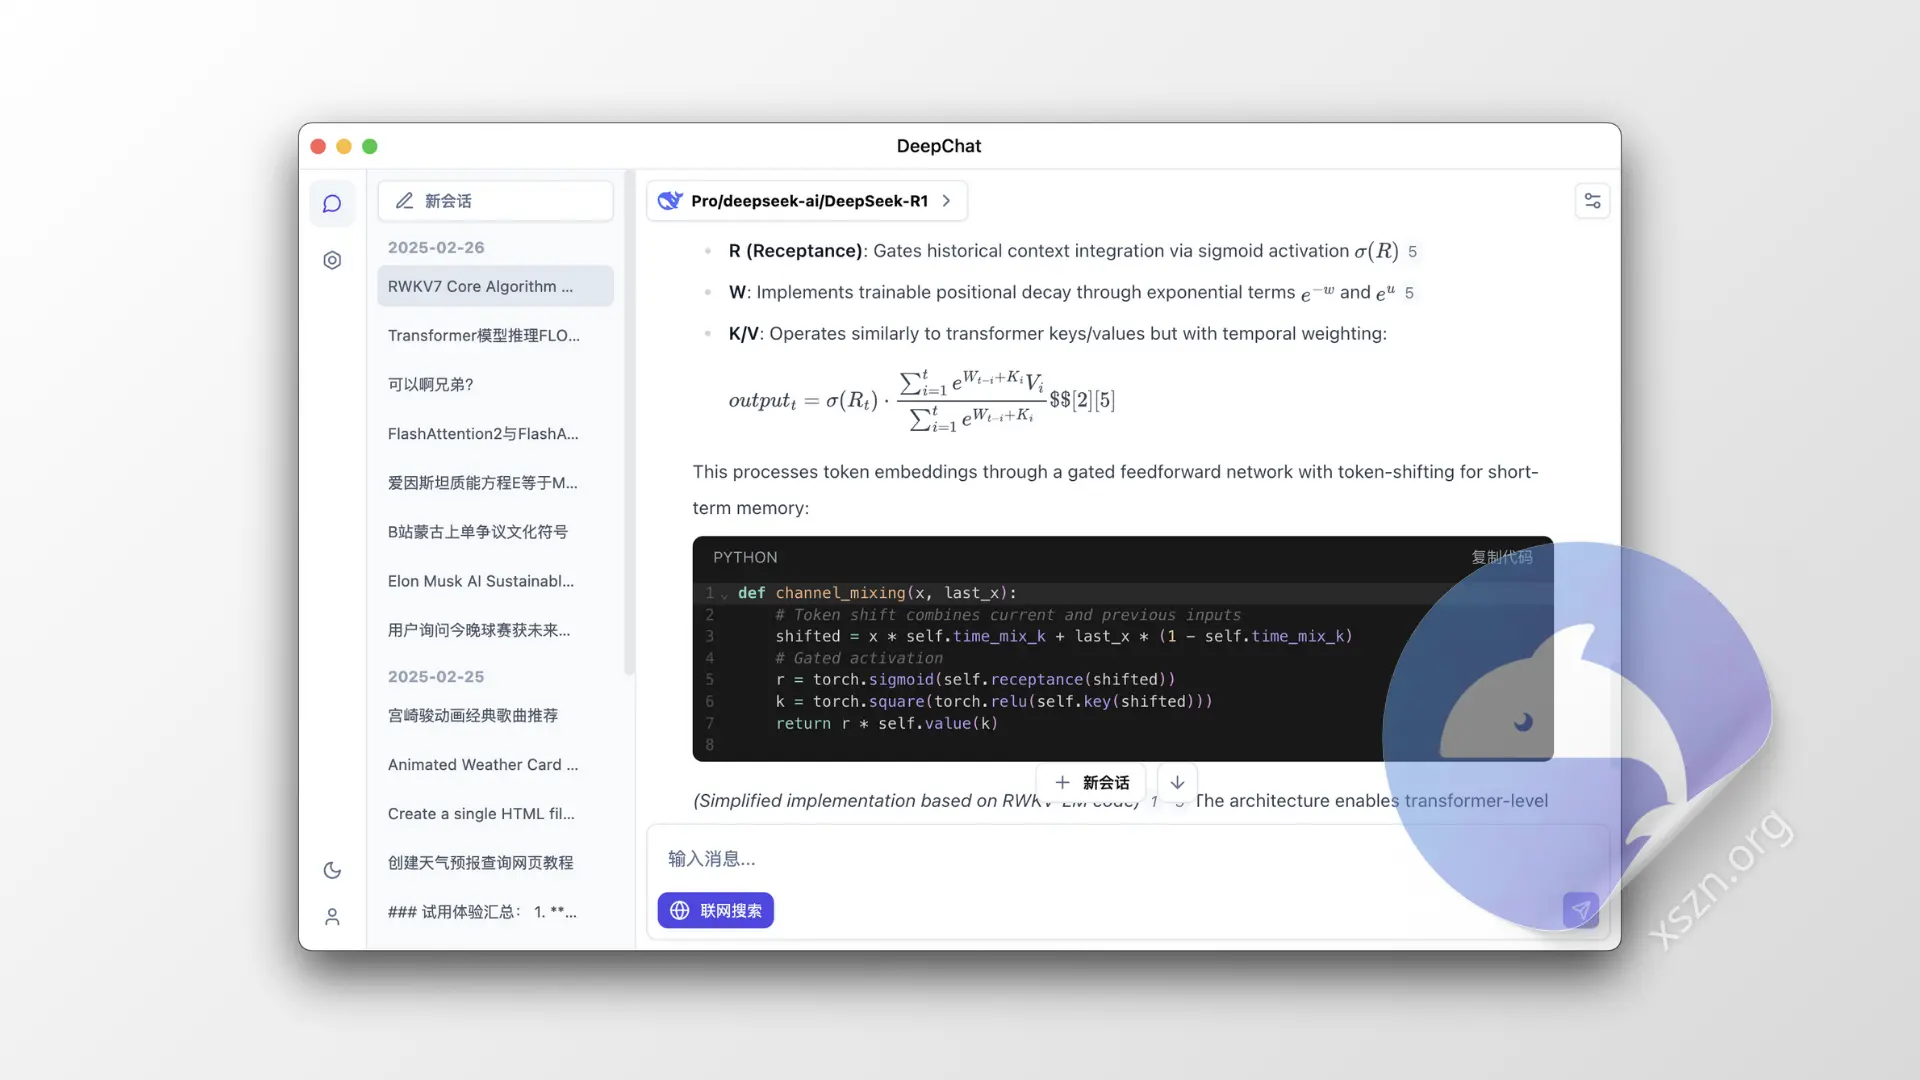 DeepChat
新会话
2025-02-26
RWKV7 Core Algorithm ...
Transformer模型推理FLO...
可以啊兄弟?
FlashAttention2与FlashA...
爱因斯坦质能方程E等于M...
B站蒙古上单争议文化符号
Elon Musk AI Sustainabl...
用户询问今晚球赛获未来...
2025-02-25
宫崎骏动画经典歌曲推荐
Animated Weather Card ...
Create a single HTML fil...
创建天气预报查询网页教程
### 试用体验汇总： 1. **...
Pro/deepseek-ai/DeepSeek-R1
R (Receptance): Gates historical context integration via sigmoid activation σ(R) 5
W: Implements trainable positional decay through exponential terms e^{-w} and e^u 5
K/V: Operates similarly to transformer keys/values but with temporal weighting:
output_t = σ(R_t) · \frac{∑_{i=1}^t e^{W_{t-i}+K_i} V_i}{∑_{i=1}^t e^{W_{t-i}+K_i}} $$[2][5]
This processes token embeddings through a gated feedforward network with token-shifting for short-
term memory:
PYTHON 复制代码
1 def channel_mixing(x, last_x):
2 # Token shift combines current and previous inputs
3 shifted = x * self.time_mix_k + last_x * (1 - self.time_mix_k)
4 # Gated activation
5 r = torch.sigmoid(self.receptance(shifted))
6 k = torch.square(torch.relu(self.key(shifted)))
7 return r * self.value(k)
8
+ 新会话
(Simplified implementation based on RWKV-LM code) 1 5 The architecture enables transformer-level
输入消息...
联网搜索
xszn.org